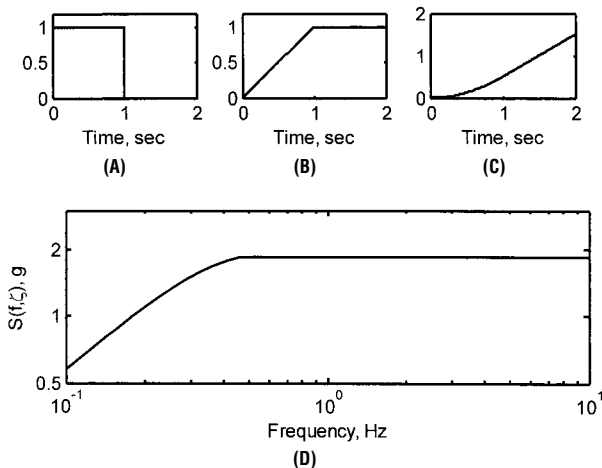 1
0.5
0
0
1
2
Time, sec
(A)
1
0.5
0
0
1
2
Time, sec
(B)
2
1
0
0
1
2
Time, sec
(C)
S(f,ζ), g
2
1
0.5
10⁻¹
10⁰
10¹
Frequency, Hz
(D)